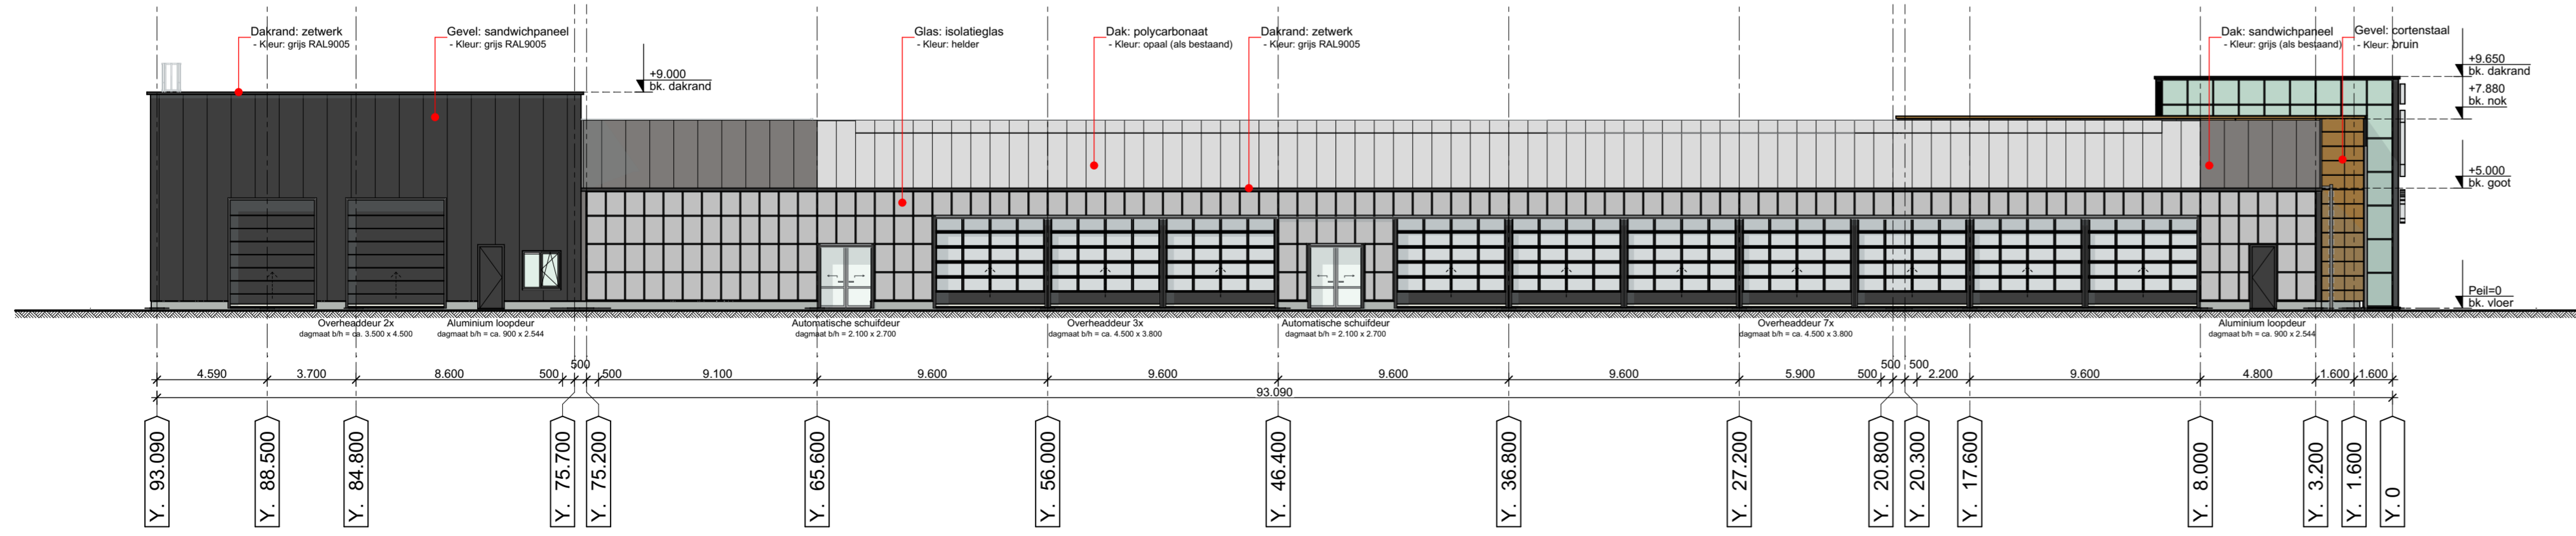 Dakrand: zetwerk
- Kleur: grijs RAL9005
Gevel: sandwichpaneel
- Kleur: grijs RAL9005
+9.000
bk. dakrand
Glas: isolatieglas
- Kleur: helder
Dak: polycarbonaat
- Kleur: opaal (als bestaand)
Dakrand: zetwerk
- Kleur: grijs RAL9005
Dak: sandwichpaneel
- Kleur: grijs (als bestaand)
Gevel: cortenstaal
- Kleur: bruin
+9.650
bk. dakrand
+7.880
bk. nok
+5.000
bk. goot
Peil=0
bk. vloer
Overheaddeur 2x
dagmaat b/h = ca. 3.500 x 4.500
Aluminium loopdeur
dagmaat b/h = ca. 900 x 2.544
Automatische schuifdeur
dagmaat b/h = 2.100 x 2.700
Overheaddeur 3x
dagmaat b/h = ca. 4.500 x 3.800
Automatische schuifdeur
dagmaat b/h = 2.100 x 2.700
Overheaddeur 7x
dagmaat b/h = ca. 4.500 x 3.800
Aluminium loopdeur
dagmaat b/h = ca. 900 x 2.544
4.590 3.700 8.600 500 500 500 9.100 9.600 9.600 9.600 9.600 5.900 500 500 500 2.200 9.600 4.800 1.600 1.600
93.090
Y. 93.090
Y. 88.500
Y. 84.800
Y. 75.700
Y. 75.200
Y. 65.600
Y. 56.000
Y. 46.400
Y. 36.800
Y. 27.200
Y. 20.800
Y. 20.300
Y. 17.600
Y. 8.000
Y. 3.200
Y. 1.600
Y. 0